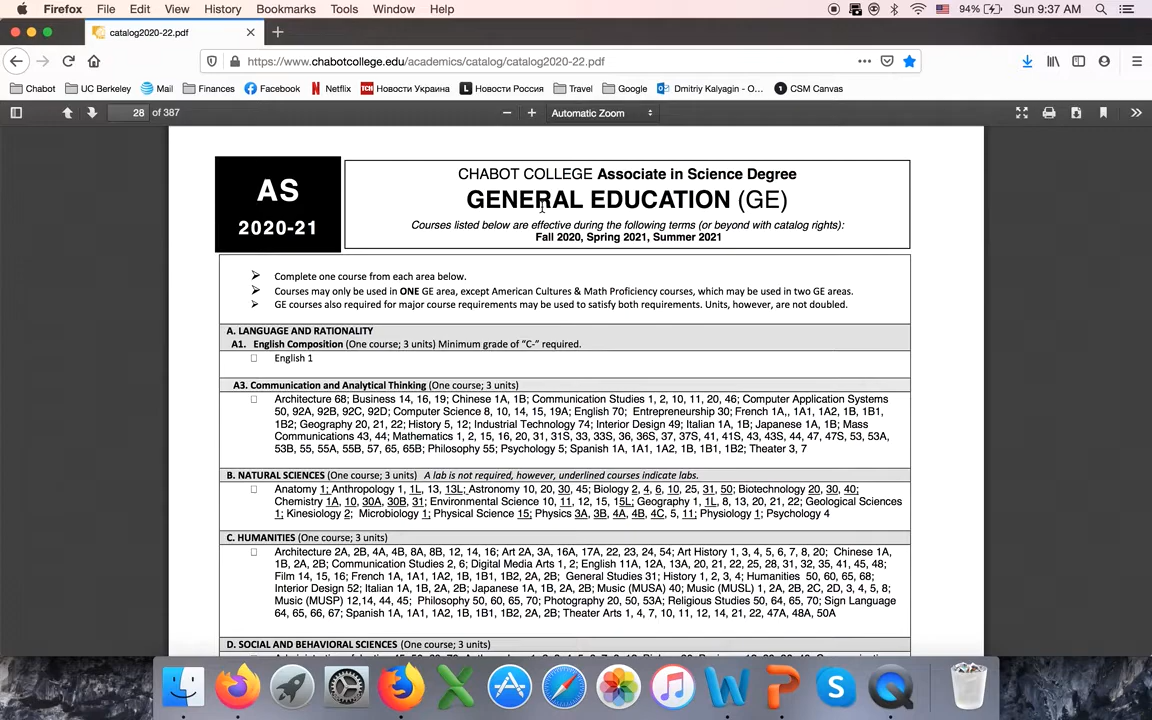 Firefox File Edit View History Bookmarks Tools Window Help 94% Sun 9:37 AM
catalog2020-22.pdf
https://www.chabotcollege.edu/academics/catalog/catalog2020-22.pdf
Chabot UC Berkeley Mail Finances Facebook Netflix ТСН Новости Украина L Новости Россия Travel Google Dmitriy Kalyagin - O... CSM Canvas
28 of 387 Automatic Zoom
AS
2020-21
CHABOT COLLEGE Associate in Science Degree
GENERAL EDUCATION (GE)
Courses listed below are effective during the following terms (or beyond with catalog rights):
Fall 2020, Spring 2021, Summer 2021
Complete one course from each area below.
Courses may only be used in ONE GE area, except American Cultures & Math Proficiency courses, which may be used in two GE areas.
GE courses also required for major course requirements may be used to satisfy both requirements. Units, however, are not doubled.
A. LANGUAGE AND RATIONALITY
A1. English Composition (One course; 3 units) Minimum grade of “C-” required.
English 1
A3. Communication and Analytical Thinking (One course; 3 units)
Architecture 68; Business 14, 16, 19; Chinese 1A, 1B; Communication Studies 1, 2, 10, 11, 20, 46; Computer Application Systems
50, 92A, 92B, 92C, 92D; Computer Science 8, 10, 14, 15, 19A; English 70; Entrepreneurship 30; French 1A,, 1A1, 1A2, 1B, 1B1,
1B2; Geography 20, 21, 22; History 5, 12; Industrial Technology 74; Interior Design 49; Italian 1A, 1B; Japanese 1A, 1B; Mass
Communications 43, 44; Mathematics 1, 2, 15, 16, 20, 31, 31S, 33, 33S, 36, 36S, 37, 37S, 41, 41S, 43, 43S, 44, 47, 47S, 53, 53A,
53B, 55, 55A, 55B, 57, 65, 65B; Philosophy 55; Psychology 5; Spanish 1A, 1A1, 1A2, 1B, 1B1, 1B2; Theater 3, 7
B. NATURAL SCIENCES (One course; 3 units) A lab is not required, however, underlined courses indicate labs.
Anatomy 1; Anthropology 1, 1L, 13, 13L; Astronomy 10, 20, 30, 45; Biology 2, 4, 6, 10, 25, 31, 50; Biotechnology 20, 30, 40;
Chemistry 1A, 10, 30A, 30B, 31; Environmental Science 10, 11, 12, 15, 15L; Geography 1, 1L, 8, 13, 20, 21, 22; Geological Sciences
1; Kinesiology 2; Microbiology 1; Physical Science 15; Physics 3A, 3B, 4A, 4B, 4C, 5, 11; Physiology 1; Psychology 4
C. HUMANITIES (One course; 3 units)
Architecture 2A, 2B, 4A, 4B, 8A, 8B, 12, 14, 16; Art 2A, 3A, 16A, 17A, 22, 23, 24, 54; Art History 1, 3, 4, 5, 6, 7, 8, 20; Chinese 1A,
1B, 2A, 2B; Communication Studies 2, 6; Digital Media Arts 1, 2; English 11A, 12A, 13A, 20, 21, 22, 25, 28, 31, 32, 35, 41, 45, 48;
Film 14, 15, 16; French 1A, 1A1, 1A2, 1B, 1B1, 1B2, 2A, 2B; General Studies 31; History 1, 2, 3, 4; Humanities 50, 60, 65, 68;
Interior Design 52; Italian 1A, 1B, 2A, 2B; Japanese 1A, 1B, 2A, 2B; Music (MUSA) 40; Music (MUSL) 1, 2A, 2B, 2C, 2D, 3, 4, 5, 8;
Music (MUSP) 12,14, 44, 45; Philosophy 50, 60, 65, 70; Photography 20, 50, 53A; Religious Studies 50, 64, 65, 70; Sign Language
64, 65, 66, 67; Spanish 1A, 1A1, 1A2, 1B, 1B1, 1B2, 2A, 2B; Theater Arts 1, 4, 7, 10, 11, 12, 14, 21, 22, 47A, 48A, 50A
D. SOCIAL AND BEHAVIORAL SCIENCES (One course; 3 units)